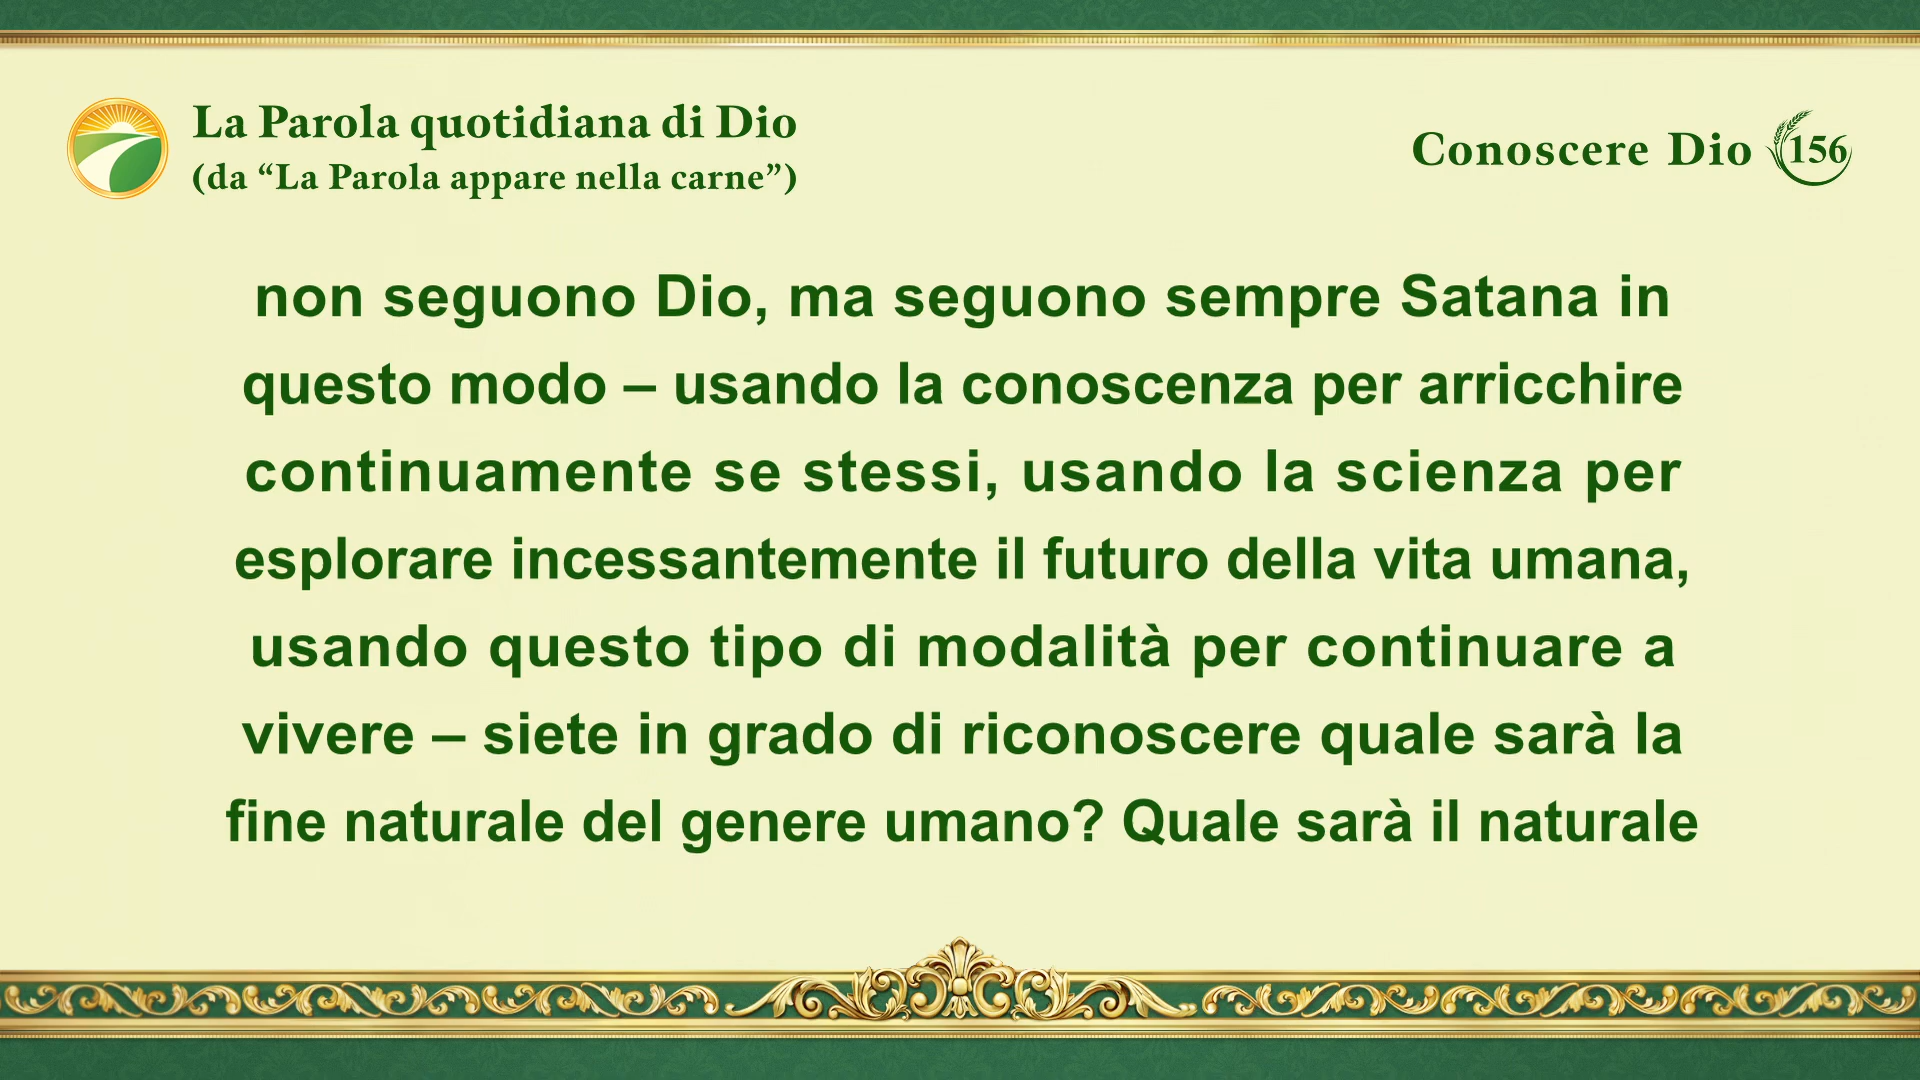 La Parola quotidiana di Dio
(da “La Parola appare nella carne”)
Conoscere Dio 156
non seguono Dio, ma seguono sempre Satana in
questo modo – usando la conoscenza per arricchire
continuamente se stessi, usando la scienza per
esplorare incessantemente il futuro della vita umana,
usando questo tipo di modalità per continuare a
vivere – siete in grado di riconoscere quale sarà la
fine naturale del genere umano? Quale sarà il naturale